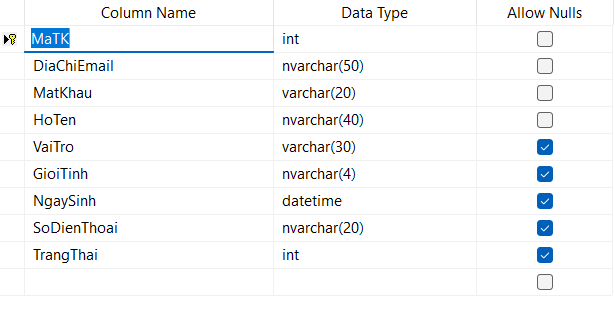 Column Name Data Type Allow Nulls
MaTK int
DiaChiEmail nvarchar(50)
MatKhau varchar(20)
HoTen nvarchar(40)
VaiTro varchar(30)
GioiTinh nvarchar(4)
NgaySinh datetime
SoDienThoai nvarchar(20)
TrangThai int